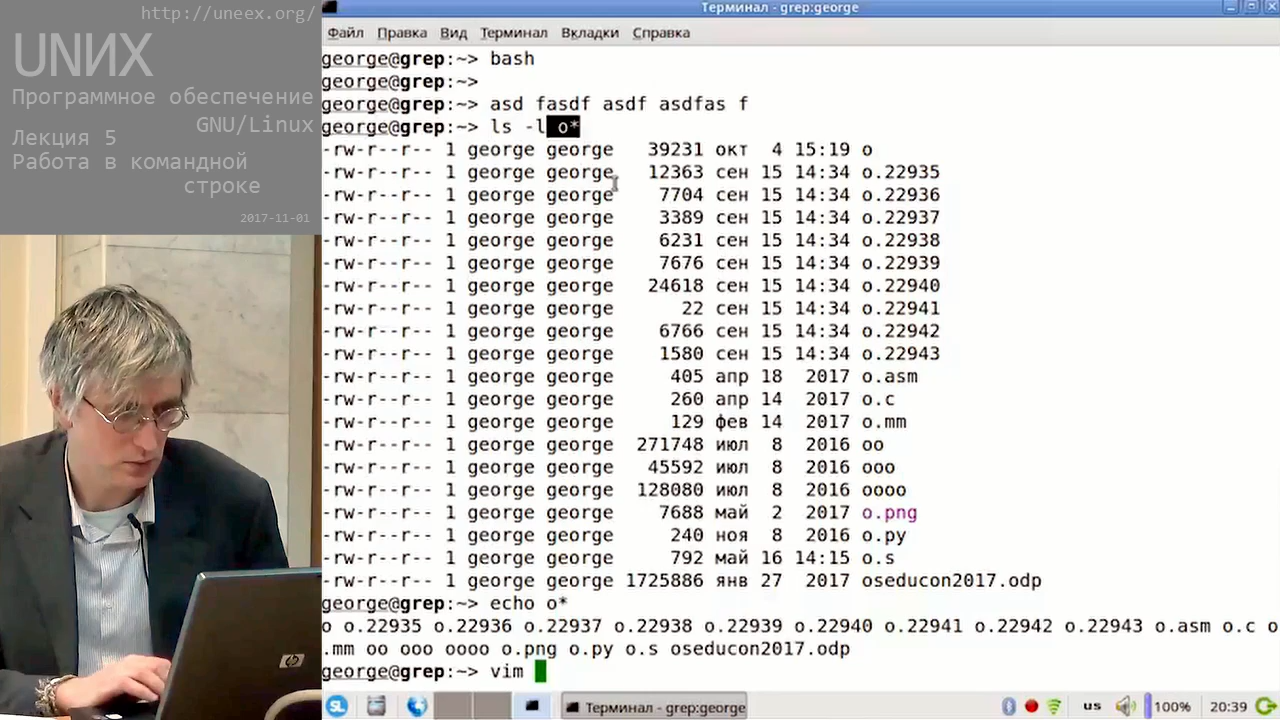 http://uneex.org/
UNИX
Программное обеспечение
GNU/Linux
Лекция 5
Работа в командной
строке
2017-11-01
Терминал - grep:george
Файл Правка Вид Терминал Вкладки Справка
george@grep:~> bash
george@grep:~>
george@grep:~> asd fasdf asdf asdfas f
george@grep:~> ls -l o*
-rw-r--r-- 1 george george 39231 окт 4 15:19 o
-rw-r--r-- 1 george george 12363 сен 15 14:34 o.22935
-rw-r--r-- 1 george george 7704 сен 15 14:34 o.22936
-rw-r--r-- 1 george george 3389 сен 15 14:34 o.22937
-rw-r--r-- 1 george george 6231 сен 15 14:34 o.22938
-rw-r--r-- 1 george george 7676 сен 15 14:34 o.22939
-rw-r--r-- 1 george george 24618 сен 15 14:34 o.22940
-rw-r--r-- 1 george george 22 сен 15 14:34 o.22941
-rw-r--r-- 1 george george 6766 сен 15 14:34 o.22942
-rw-r--r-- 1 george george 1580 сен 15 14:34 o.22943
-rw-r--r-- 1 george george 405 апр 18 2017 o.asm
-rw-r--r-- 1 george george 260 апр 14 2017 o.c
-rw-r--r-- 1 george george 129 фев 14 2017 o.mm
-rw-r--r-- 1 george george 271748 июл 8 2016 oo
-rw-r--r-- 1 george george 45592 июл 8 2016 ooo
-rw-r--r-- 1 george george 128080 июл 8 2016 oooo
-rw-r--r-- 1 george george 7688 май 2 2017 o.png
-rw-r--r-- 1 george george 240 ноя 8 2016 o.py
-rw-r--r-- 1 george george 792 май 16 14:15 o.s
-rw-r--r-- 1 george george 1725886 янв 27 2017 oseducon2017.odp
george@grep:~> echo o*
o o.22935 o.22936 o.22937 o.22938 o.22939 o.22940 o.22941 o.22942 o.22943 o.asm o.c o
.mm oo ooo oooo o.png o.py o.s oseducon2017.odp
george@grep:~> vim
SL Терминал - grep:george us 100% 20:39
hp